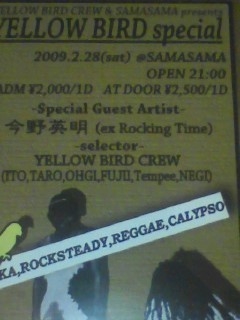 YELLOW BIRD CREW & SAMASAMA presents
YELLOW BIRD special
2009.2.28(sat) @SAMASAMA
OPEN 21:00
ADM ¥2,000/1D AT DOOR ¥2,500/1D
-Special Guest Artist-
今野英明 (ex Rocking Time)
-selector-
YELLOW BIRD CREW
(ITO,TARO,OHGI,FUJII,Tempee,NEGI)
KA,ROCKSTEADY,REGGAE,CALYPSO